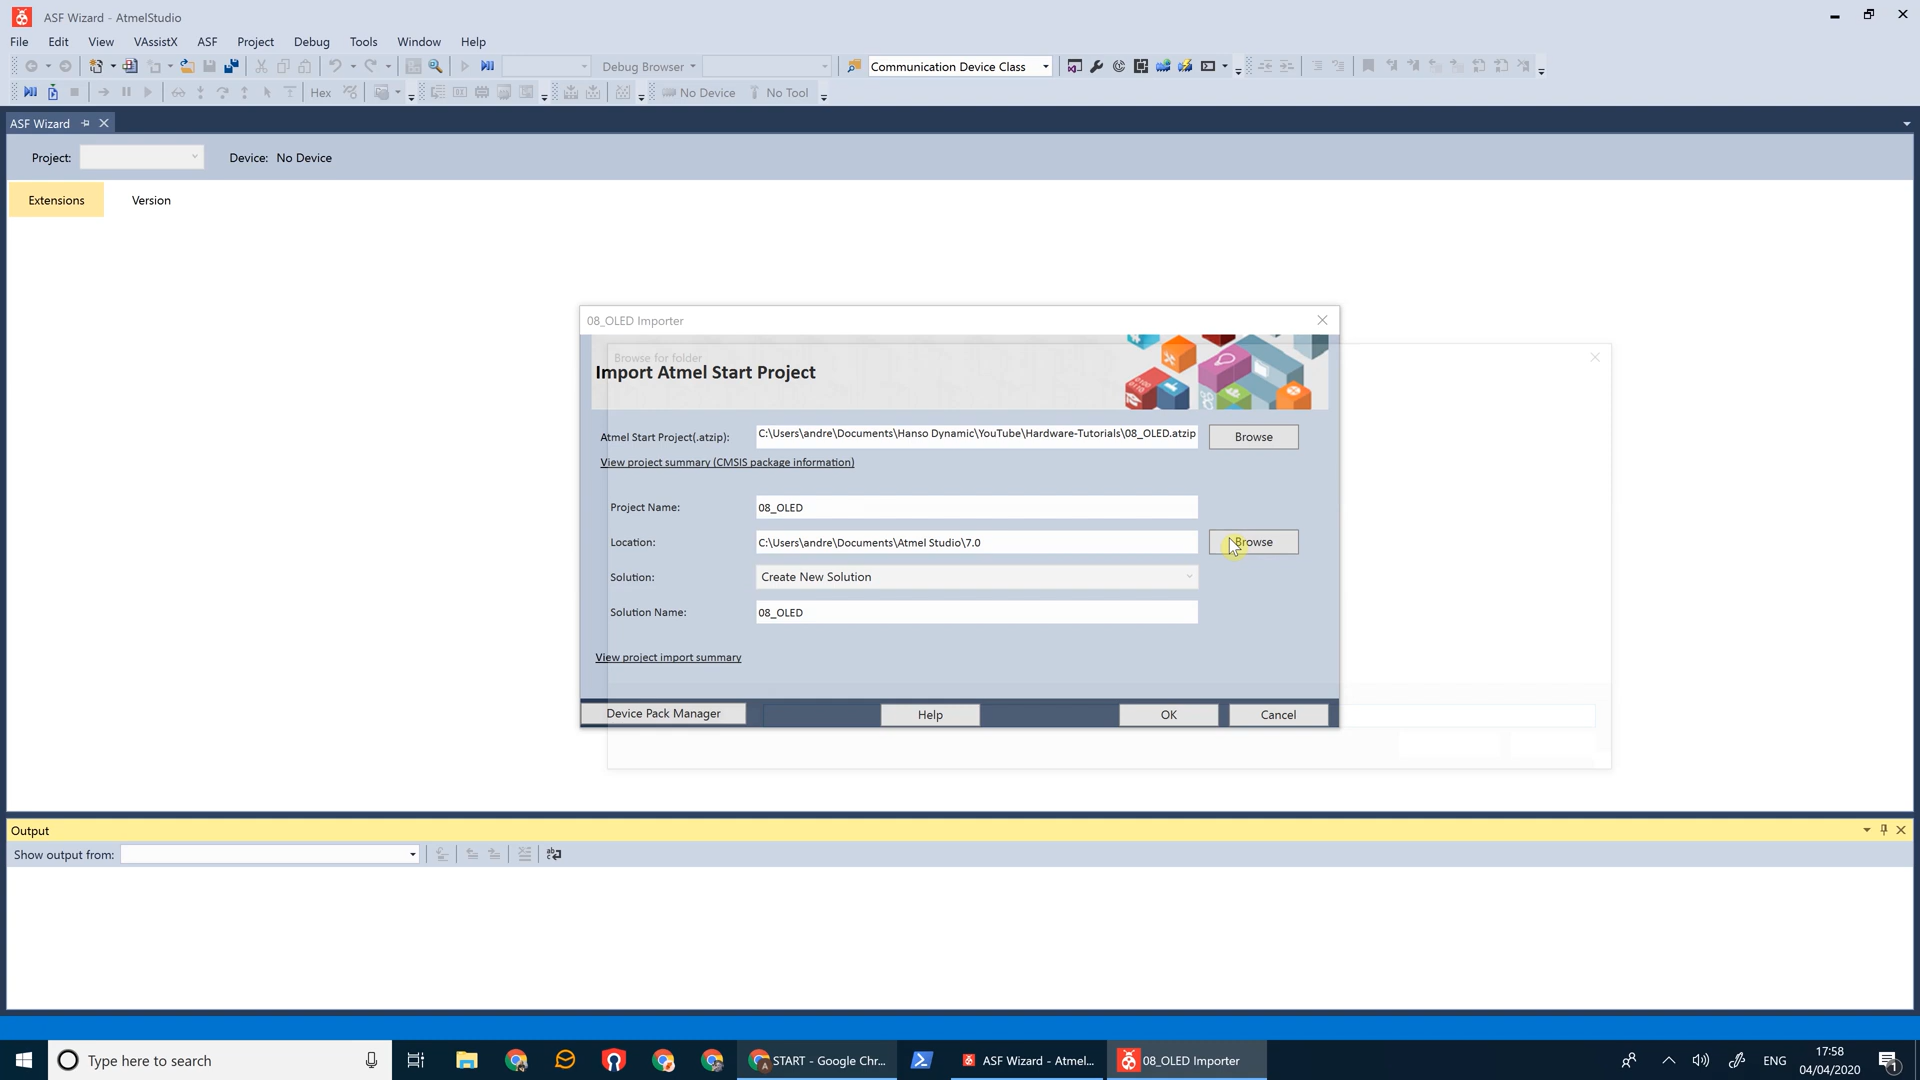 ASF Wizard - AtmelStudio
File Edit View VAssistX ASF Project Debug Tools Window Help
Debug Browser Communication Device Class
Hex No Device No Tool
ASF Wizard
Project: Device: No Device
Extensions Version
08_OLED Importer
Browse for folder
Import Atmel Start Project
Atmel Start Project(.atzip): C:\Users\andre\Documents\Hanso Dynamic\YouTube\Hardware-Tutorials\08_OLED.atzip Browse
View project summary (CMSIS package information)
Project Name: 08_OLED
Location: C:\Users\andre\Documents\Atmel Studio\7.0 Browse
Solution: Create New Solution
Solution Name: 08_OLED
View project import summary
Device Pack Manager Help OK Cancel
Output
Show output from:
Type here to search START - Google Chr... ASF Wizard - Atmel... 08_OLED Importer ENG 17:58
04/04/2020 1